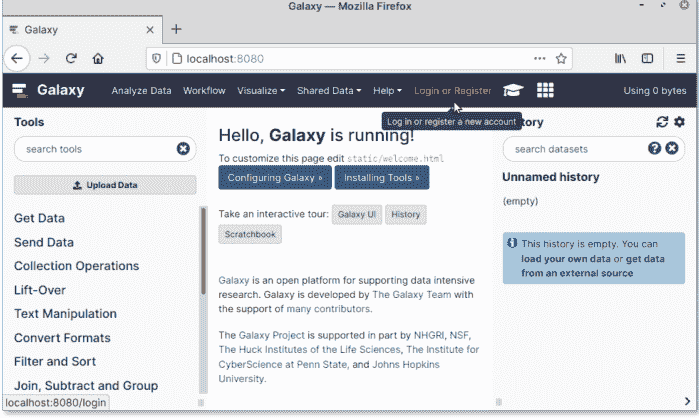 Galaxy — Mozilla Firefox
Galaxy
localhost:8080
Galaxy Analyze Data Workflow Visualize Shared Data Help Login or Register Using 0 bytes
Log in or register a new account
Tools
search tools
Upload Data
Get Data
Send Data
Collection Operations
Lift-Over
Text Manipulation
Convert Formats
Filter and Sort
Join, Subtract and Group
localhost:8080/login
Hello, Galaxy is running!
To customize this page edit static/welcome.html
Configuring Galaxy »
Installing Tools »
Take an interactive tour: Galaxy UI History
Scratchbook
Galaxy is an open platform for supporting data intensive
research. Galaxy is developed by The Galaxy Team with
the support of many contributors.
The Galaxy Project is supported in part by NHGRI, NSF,
The Huck Institutes of the Life Sciences, The Institute for
CyberScience at Penn State, and Johns Hopkins
University.
tory
search datasets
Unnamed history
(empty)
This history is empty. You can
load your own data or get data
from an external source